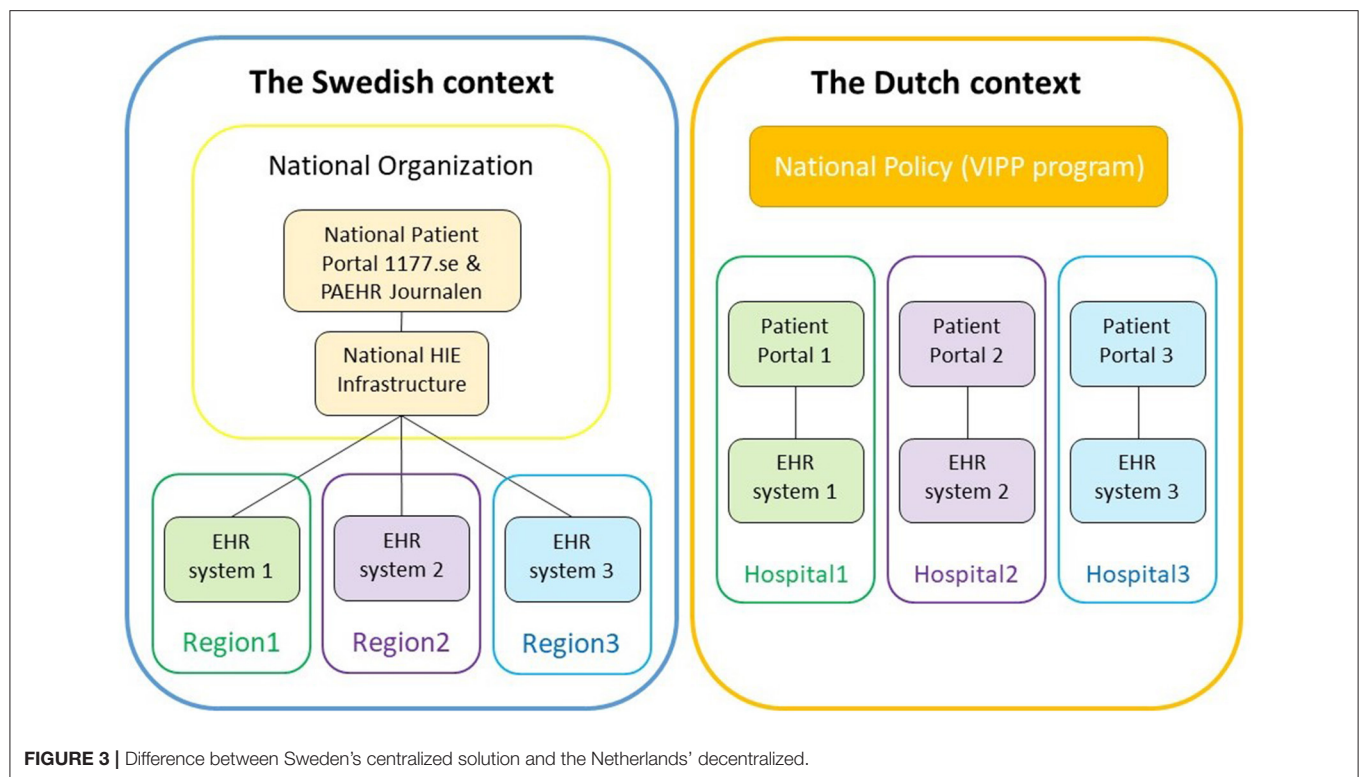 The Swedish context
National Organization
National Patient
Portal 1177.se &
PAEHR Journalen
National HIE
Infrastructure
EHR
system 1
Region1
EHR
system 2
Region2
EHR
system 3
Region3
The Dutch context
National Policy (VIPP program)
Patient
Portal 1
EHR
system 1
Hospital1
Patient
Portal 2
EHR
system 2
Hospital2
Patient
Portal 3
EHR
system 3
Hospital3
FIGURE 3 | Difference between Sweden’s centralized solution and the Netherlands’ decentralized.